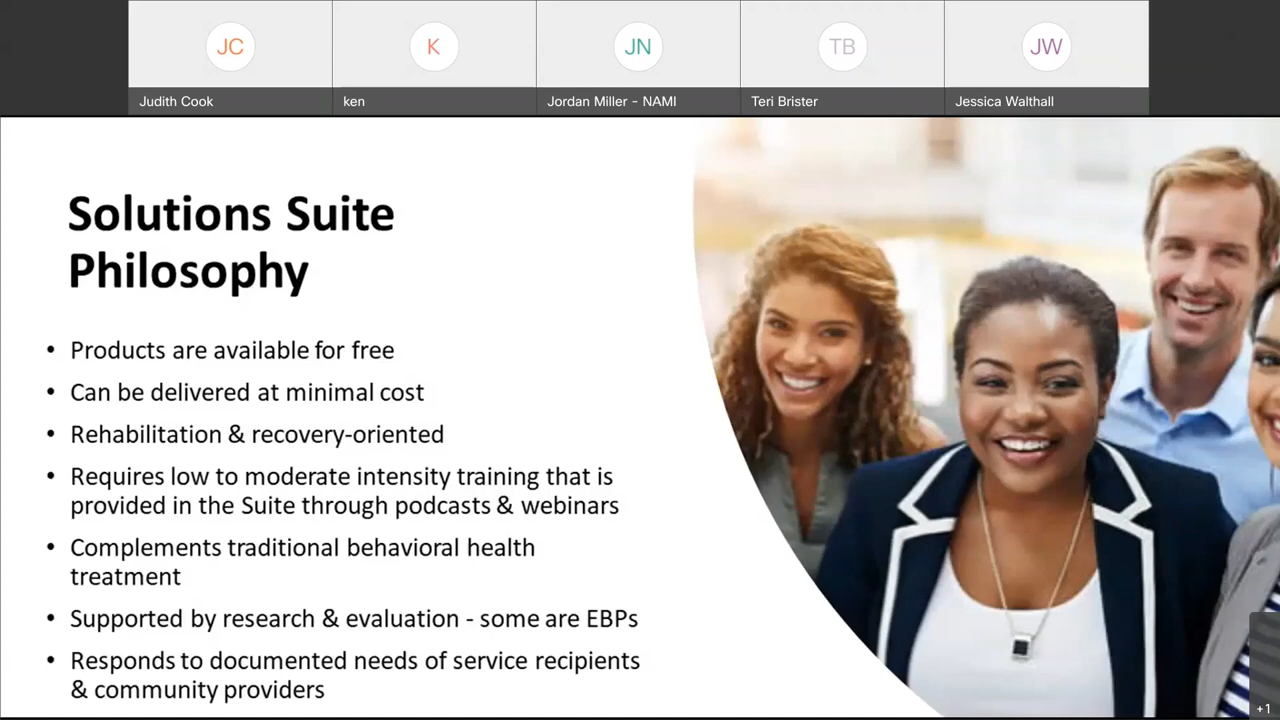 JC
K
JN
TB
JW
Judith Cook
ken
Jordan Miller - NAMI
Teri Brister
Jessica Walthall
Solutions Suite
Philosophy
• Products are available for free
• Can be delivered at minimal cost
• Rehabilitation & recovery-oriented
• Requires low to moderate intensity training that is
provided in the Suite through podcasts & webinars
• Complements traditional behavioral health
treatment
• Supported by research & evaluation - some are EBPs
• Responds to documented needs of service recipients
& community providers
+1